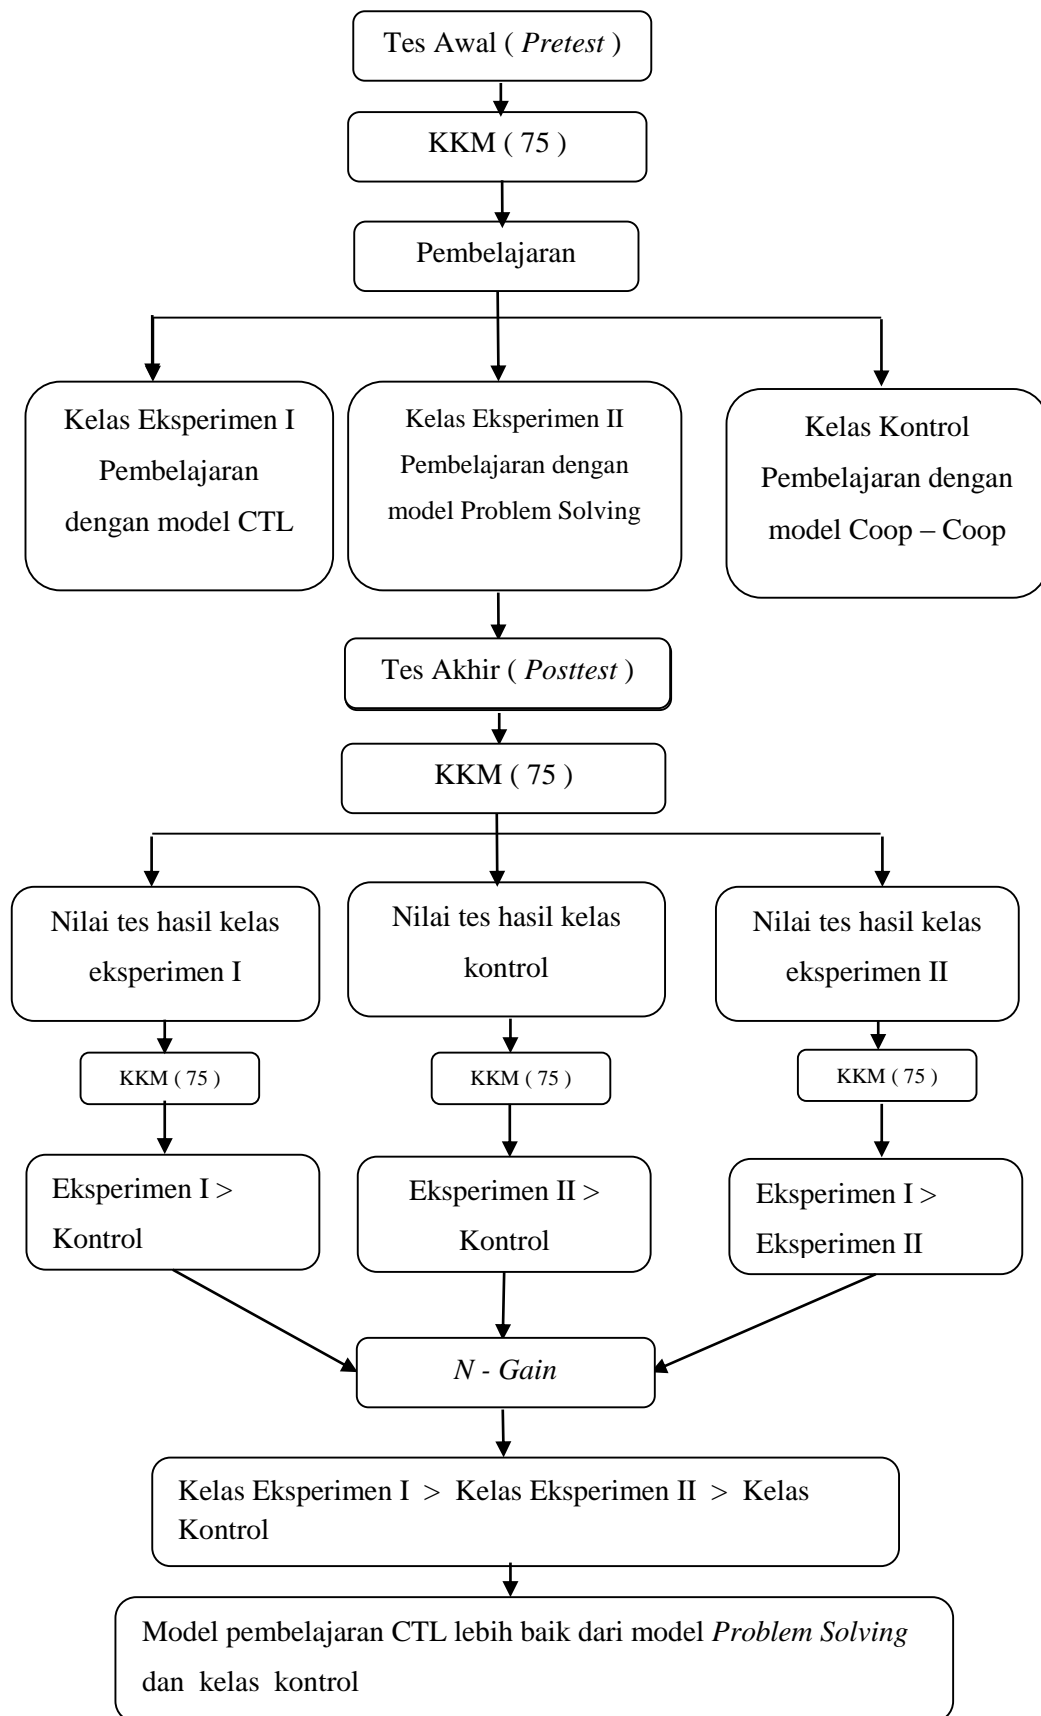 Tes Awal ( Pretest )
KKM ( 75 )
Pembelajaran
Kelas Eksperimen I
Pembelajaran
dengan model CTL
Kelas Eksperimen II
Pembelajaran dengan
model Problem Solving
Kelas Kontrol
Pembelajaran dengan
model Coop – Coop
Tes Akhir ( Posttest )
KKM ( 75 )
Nilai tes hasil kelas
eksperimen I
Nilai tes hasil kelas
kontrol
Nilai tes hasil kelas
eksperimen II
KKM ( 75 )
KKM ( 75 )
KKM ( 75 )
Eksperimen I >
Kontrol
Eksperimen II >
Kontrol
Eksperimen I >
Eksperimen II
N - Gain
Kelas Eksperimen I > Kelas Eksperimen II > Kelas
Kontrol
Model pembelajaran CTL lebih baik dari model Problem Solving
dan kelas kontrol